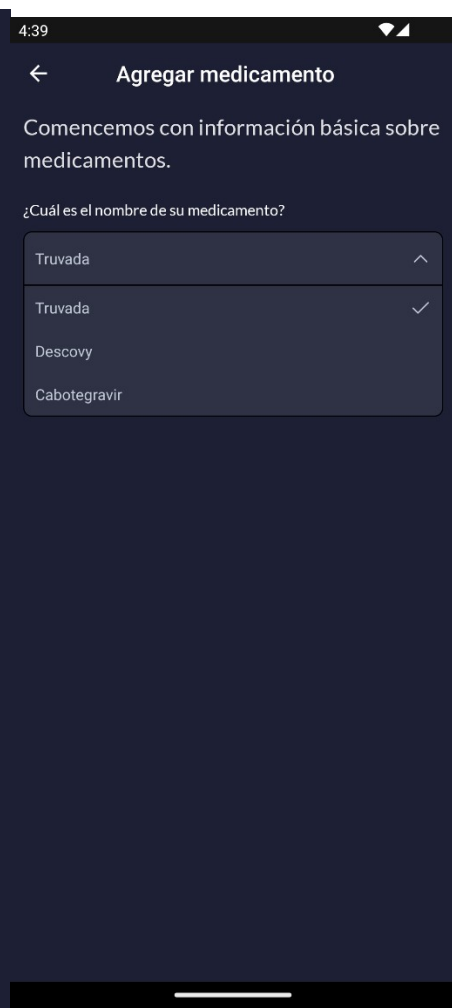 4:39
Agregar medicamento
Comencemos con información básica sobre
medicamentos.
¿Cuál es el nombre de su medicamento?
Truvada
Truvada
Descovy
Cabotegravir